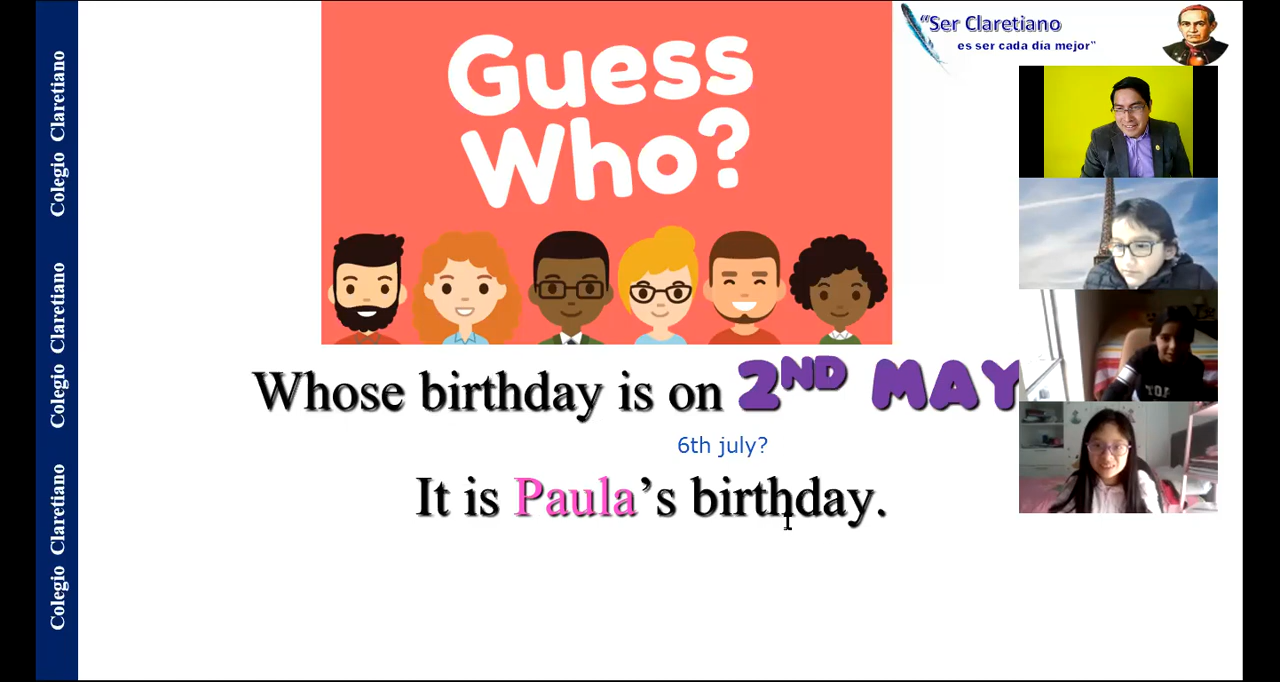 Colegio Claretiano Colegio Claretiano Colegio Claretiano
"Ser Claretiano
es ser cada día mejor"
Guess
Who?
Whose birthday is on 2ND MAY
6th july?
It is Paula's birthday.